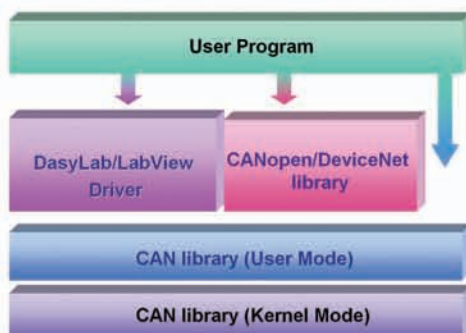 User Program
DasyLab/LabView
Driver
CANopen/DeviceNet
library
CAN library (User Mode)
CAN library (Kernel Mode)